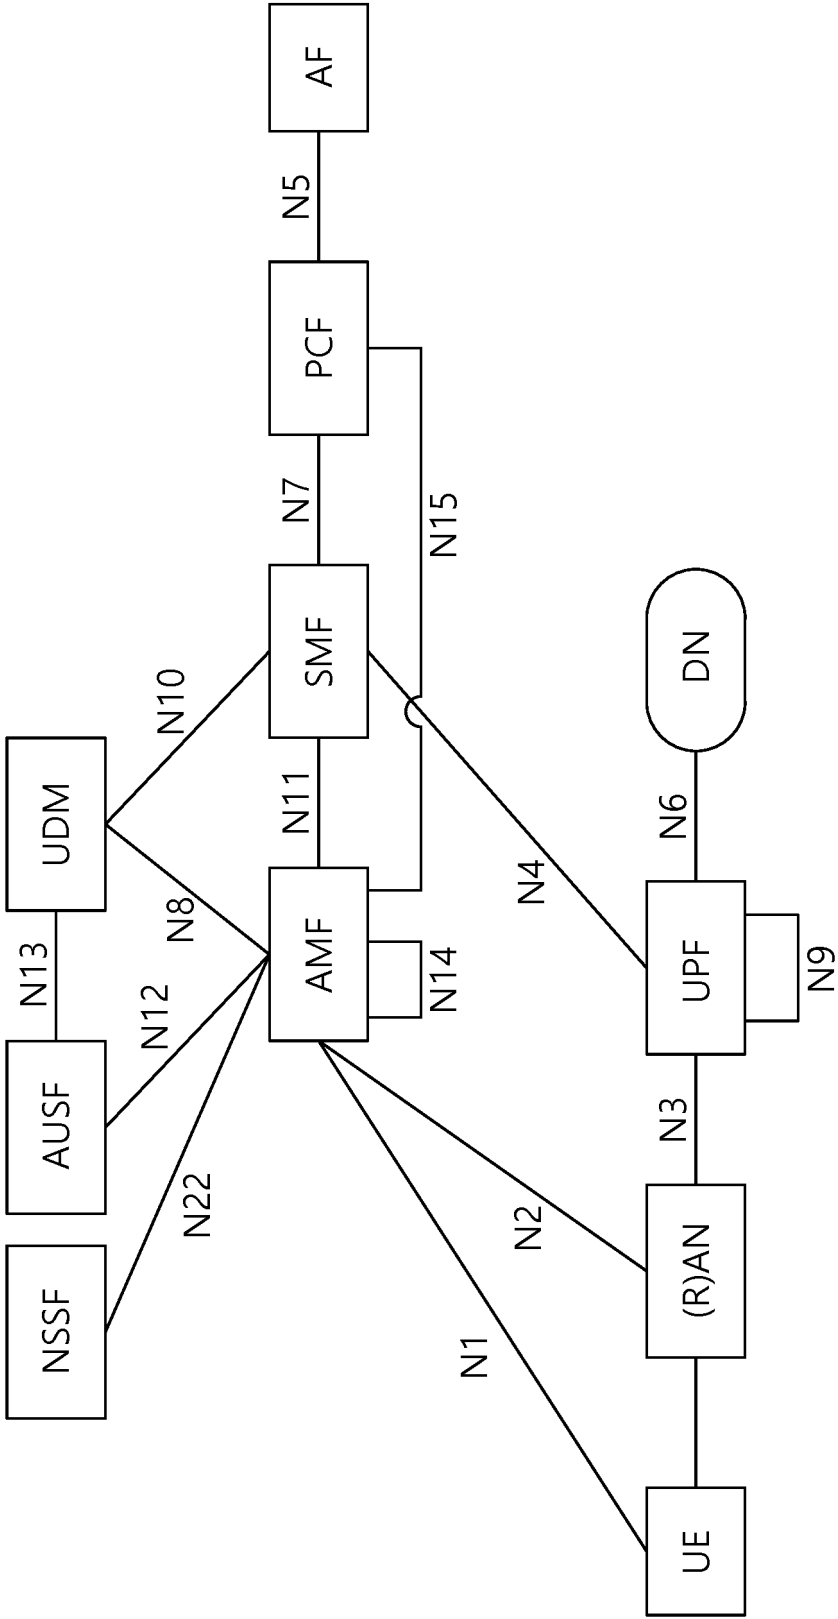 NSSF
AUSF
N13
UDM
N22
N12
N8
N10
AMF
N11
SMF
N7
PCF
N5
AF
N14
N15
N1
N2
N4
UE
(R)AN
N3
UPF
N6
DN
N9